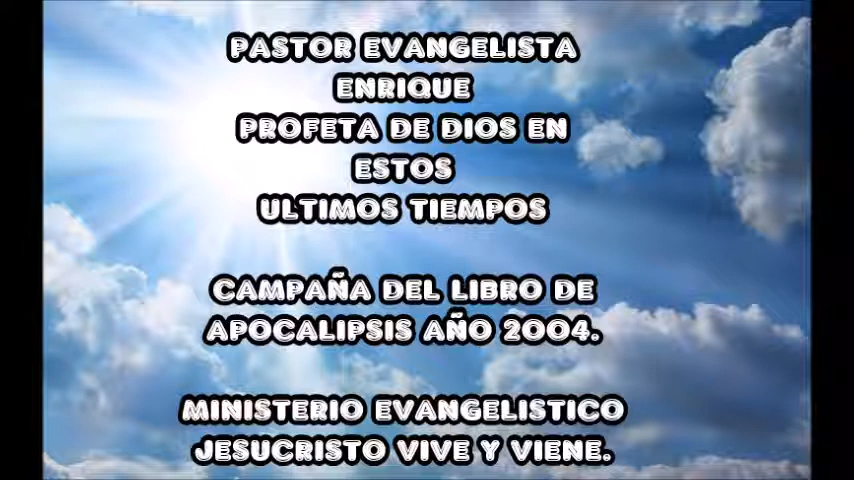 PASTOR EVANGELISTA
ENRIQUE
PROFETA DE DIOS EN
ESTOS
ULTIMOS TIEMPOS
CAMPAÑA DEL LIBRO DE
APOCALIPSIS AÑO 2004.
MINISTERIO EVANGELISTICO
JESUCRISTO VIVE Y VIENE.